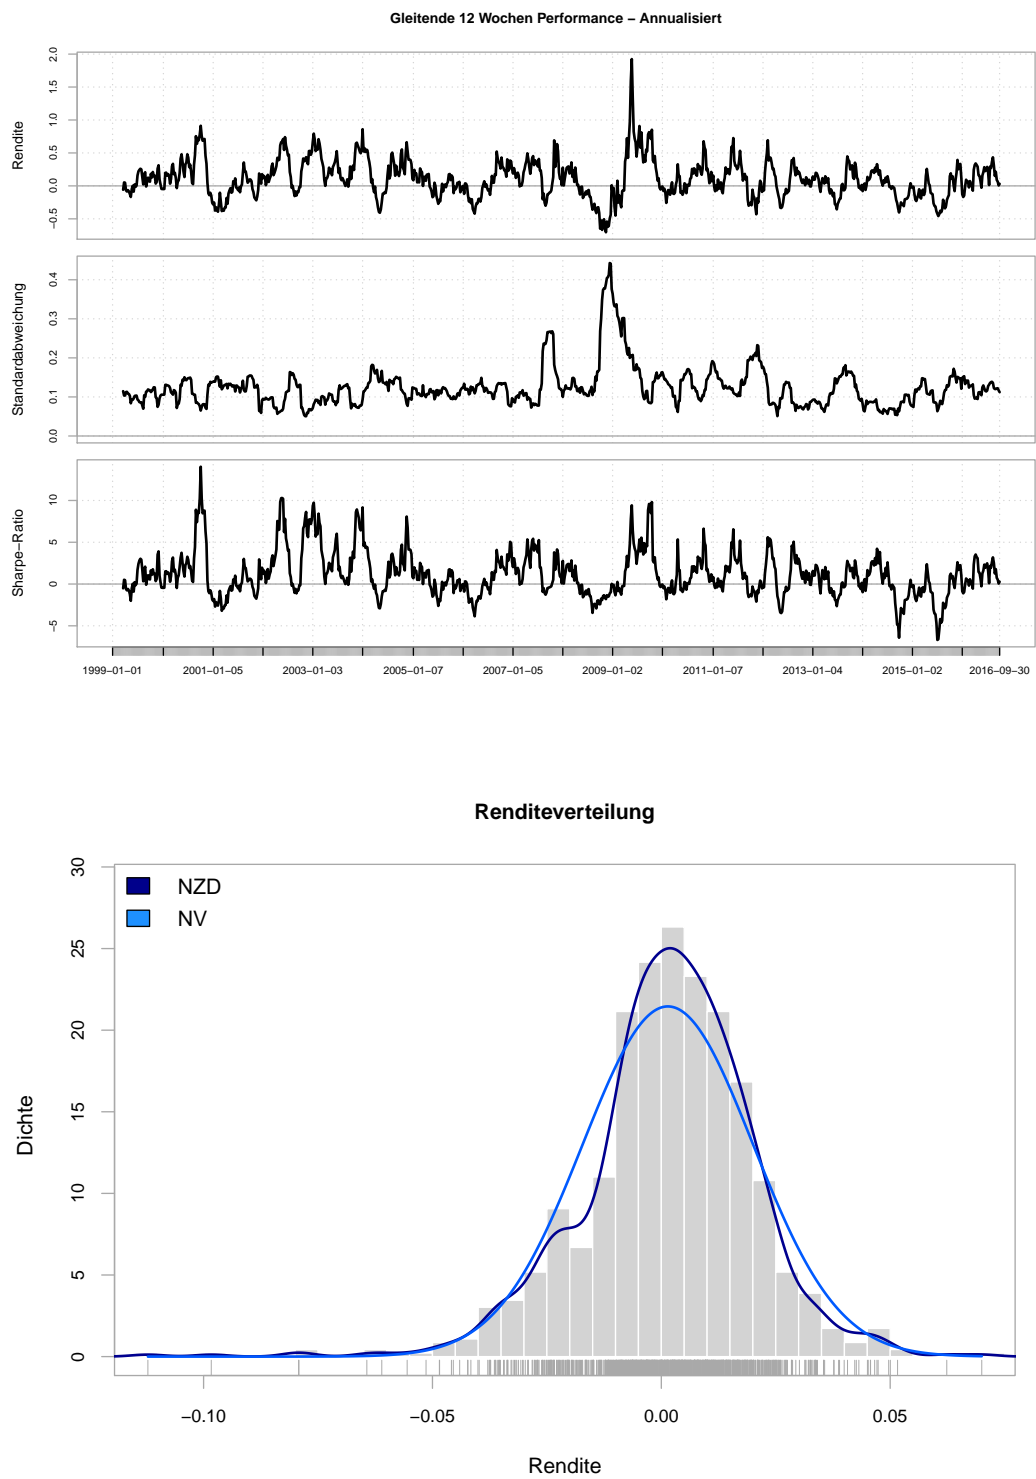 Gleitende 12 Wochen Performance – Annualisiert
Rendite
2.0
1.5
1.0
0.5
0.0
−0.5
Standardabweichung
0.4
0.3
0.2
0.1
0.0
Sharpe−Ratio
10
5
0
−5
1999−01−01 2001−01−05 2003−01−03 2005−01−07 2007−01−05 2009−01−02 2011−01−07 2013−01−04 2015−01−02 2016−09−30
Renditeverteilung
NZD
NV
Dichte
30
25
20
15
10
5
0
−0.10 −0.05 0.00 0.05
Rendite